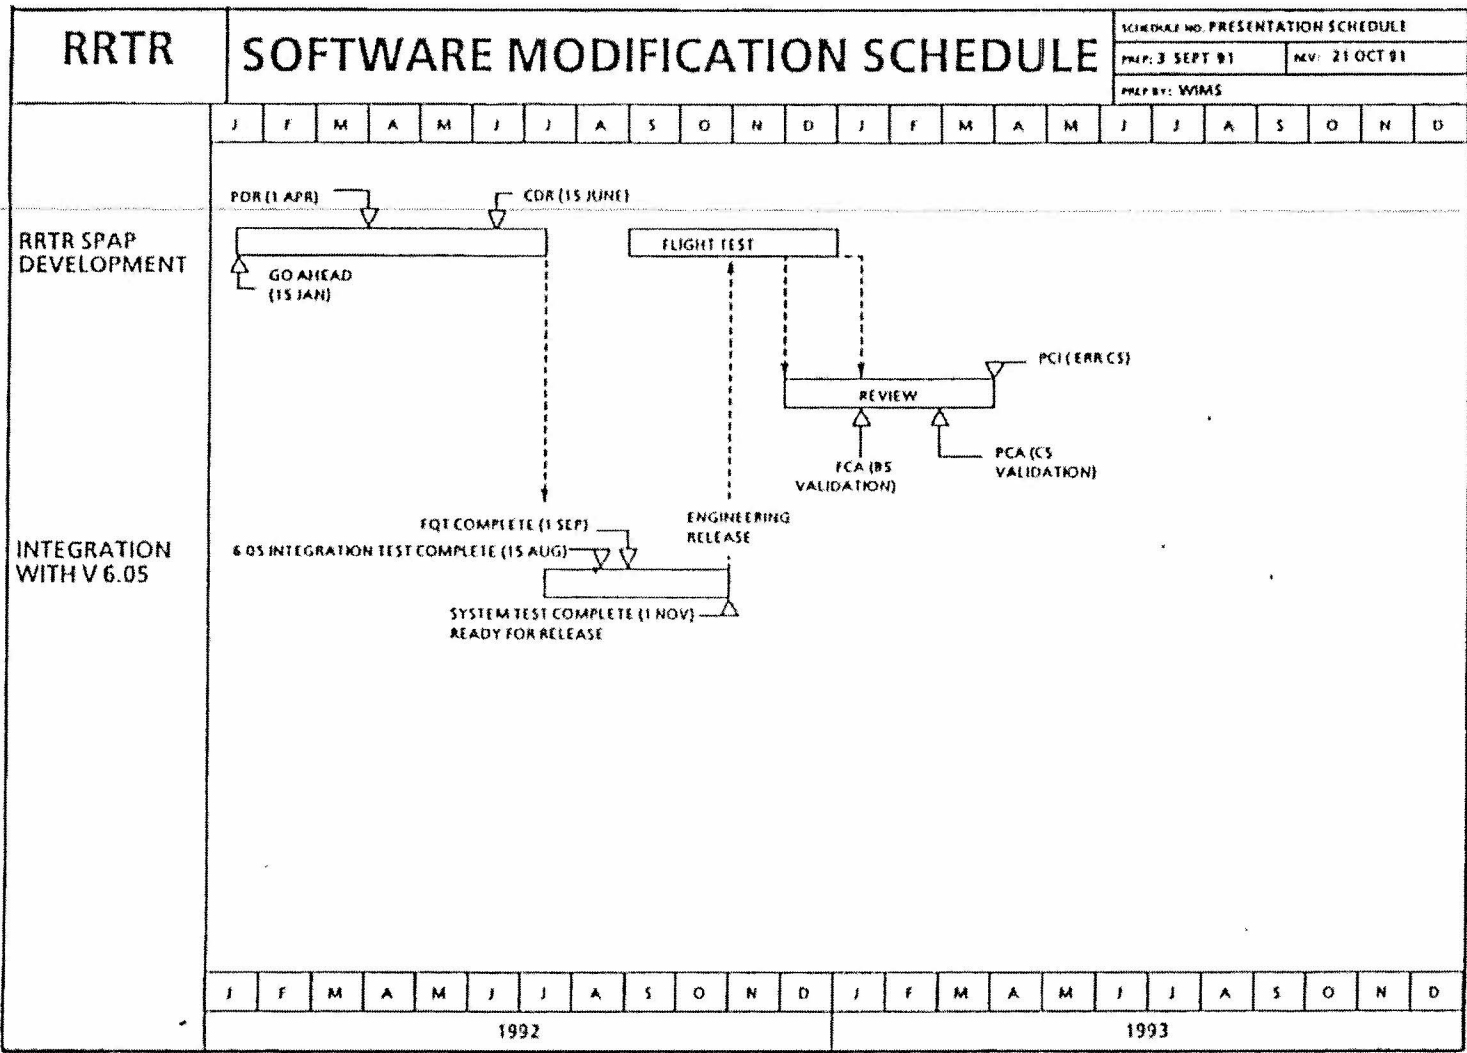 RRTR
SOFTWARE MODIFICATION SCHEDULE
SCHEDULE NO. PRESENTATION SCHEDULE
PREP: 3 SEPT 91
REV: 21 OCT 91
PREP BY: WIMS
J F M A M J J A S O N D J F M A M J J A S O N D
PDR (1 APR)
CDR (15 JUNE)
RRTR SPAP
DEVELOPMENT
FLIGHT TEST
GO AHEAD
(15 JAN)
PCI (ERR CS)
REVIEW
FCA (BS
VALIDATION)
PCA (CS
VALIDATION)
FQT COMPLETE (1 SEP)
ENGINEERING
RELEASE
INTEGRATION
WITH V 6.05
6.05 INTEGRATION TEST COMPLETE (15 AUG)
SYSTEM TEST COMPLETE (1 NOV)
READY FOR RELEASE
J F M A M J J A S O N D J F M A M J J A S O N D
1992
1993